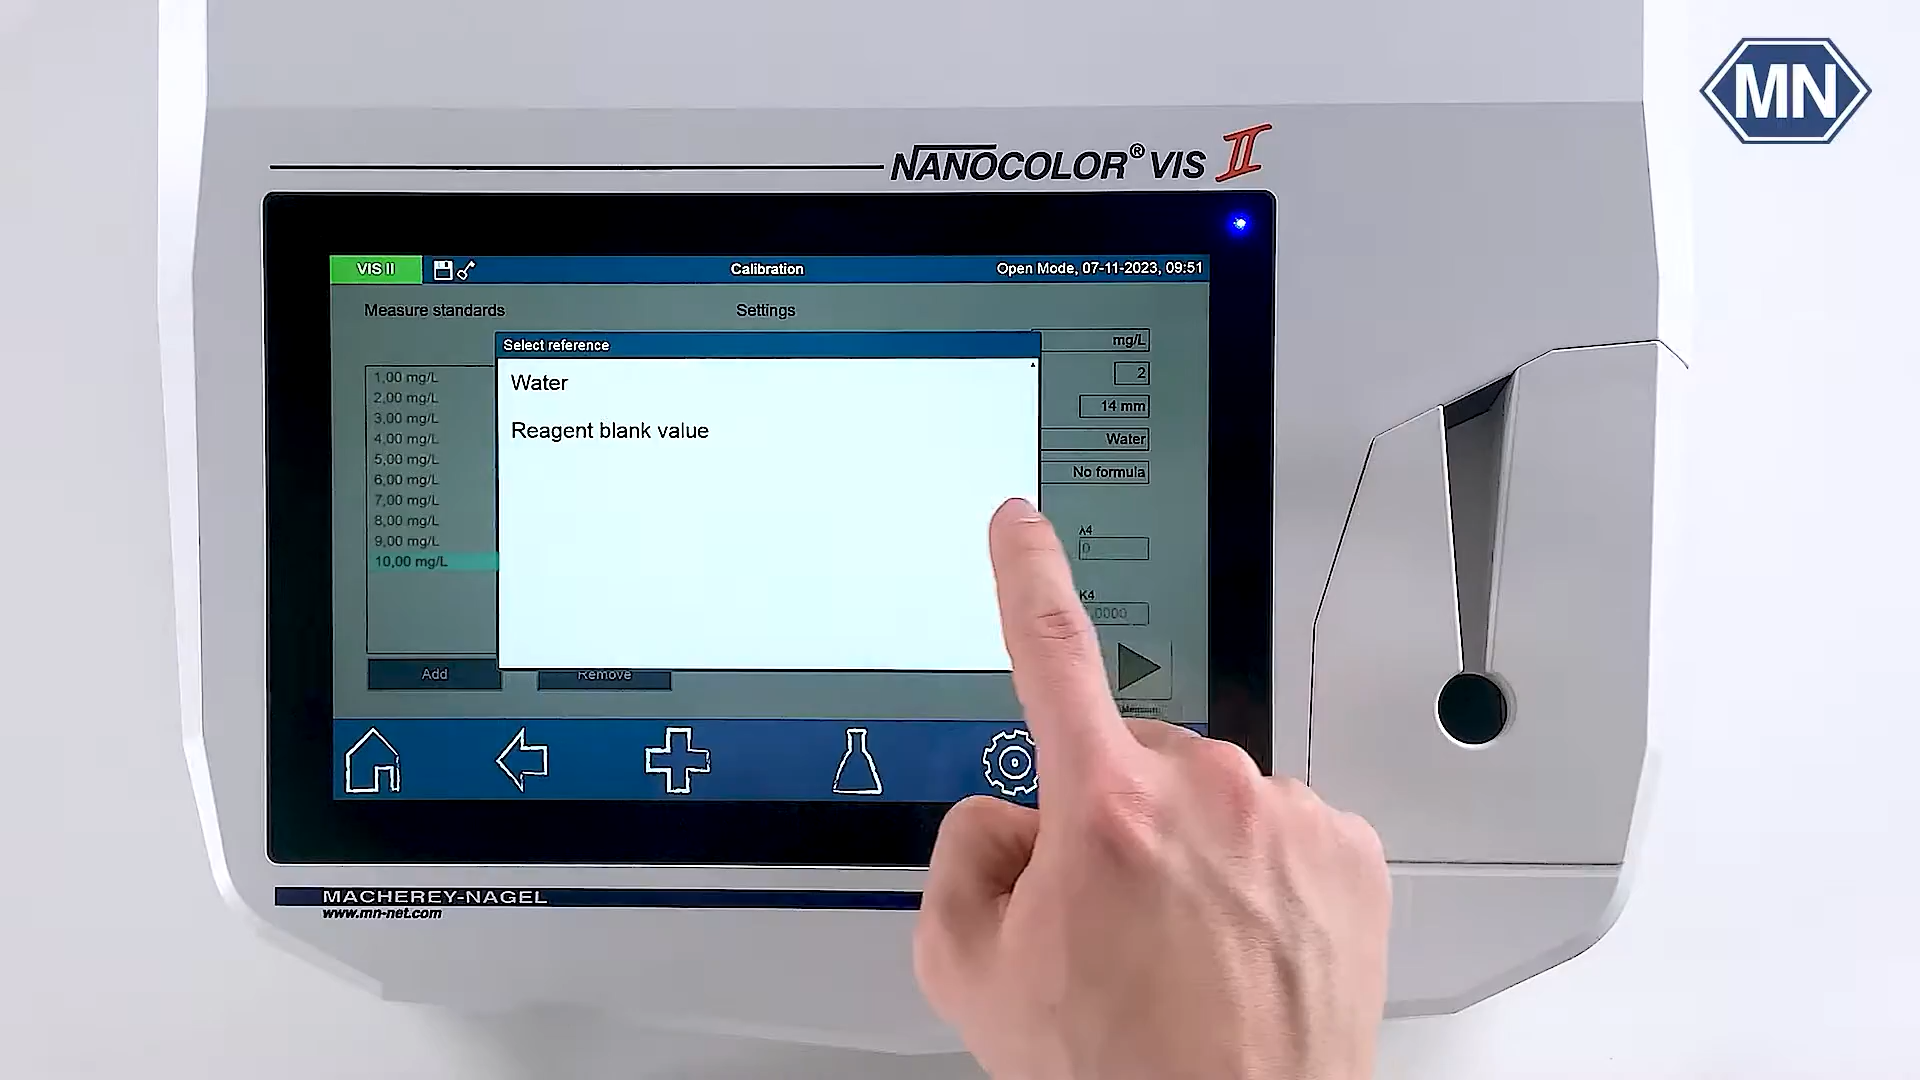 MN
NANOCOLOR® VIS II
VIS II
Calibration
Open Mode, 07-11-2023, 09:51
Measure standards
Settings
Select reference
Water
Reagent blank value
1,00 mg/L
2,00 mg/L
3,00 mg/L
4,00 mg/L
5,00 mg/L
6,00 mg/L
7,00 mg/L
8,00 mg/L
9,00 mg/L
10,00 mg/L
mg/L
2
14 mm
Water
No formula
λ4
0
K4
,0000
Add
Remove
MACHEREY-NAGEL
www.mn-net.com